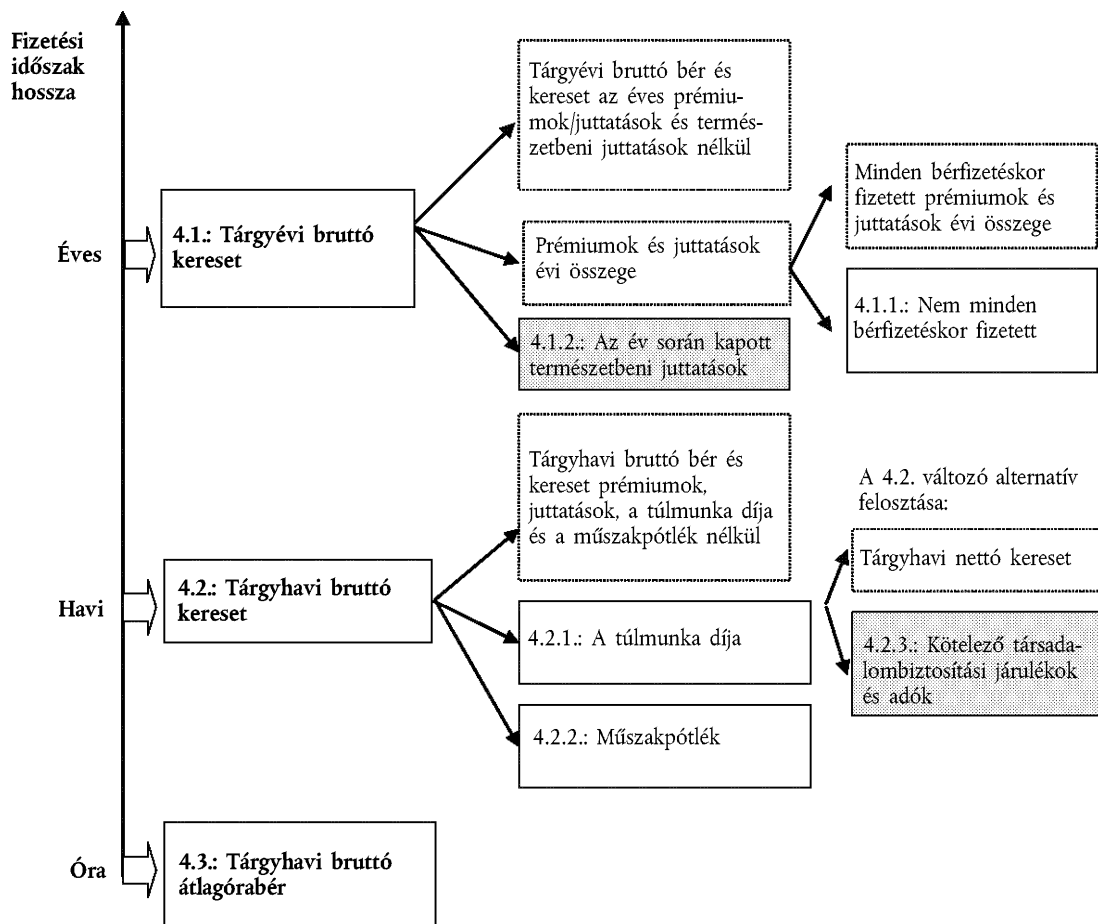 Fizetési
időszak
hossza
Tárgyévi bruttó bér és
kereset az éves prémiu-
mok/juttatások és termé-
szetbeni juttatások nélkül
Éves
4.1.: Tárgyévi bruttó
kereset
Prémiumok és juttatások
évi összege
Minden bérfizetéskor
fizetett prémiumok és
juttatások évi összege
4.1.1.: Nem minden
bérfizetéskor fizetett
4.1.2.: Az év során kapott
természetbeni juttatások
Tárgyhavi bruttó bér és
kereset prémiumok,
juttatások, a túlmunka díja
és a műszakpótlék nélkül
A 4.2. változó alternatív
felosztása:
Havi
4.2.: Tárgyhavi bruttó
kereset
Tárgyhavi nettó kereset
4.2.1.: A túlmunka díja
4.2.3.: Kötelező társada-
lombiztosítási járulékok
és adók
4.2.2.: Műszakpótlék
Óra
4.3.: Tárgyhavi bruttó
átlagórabér